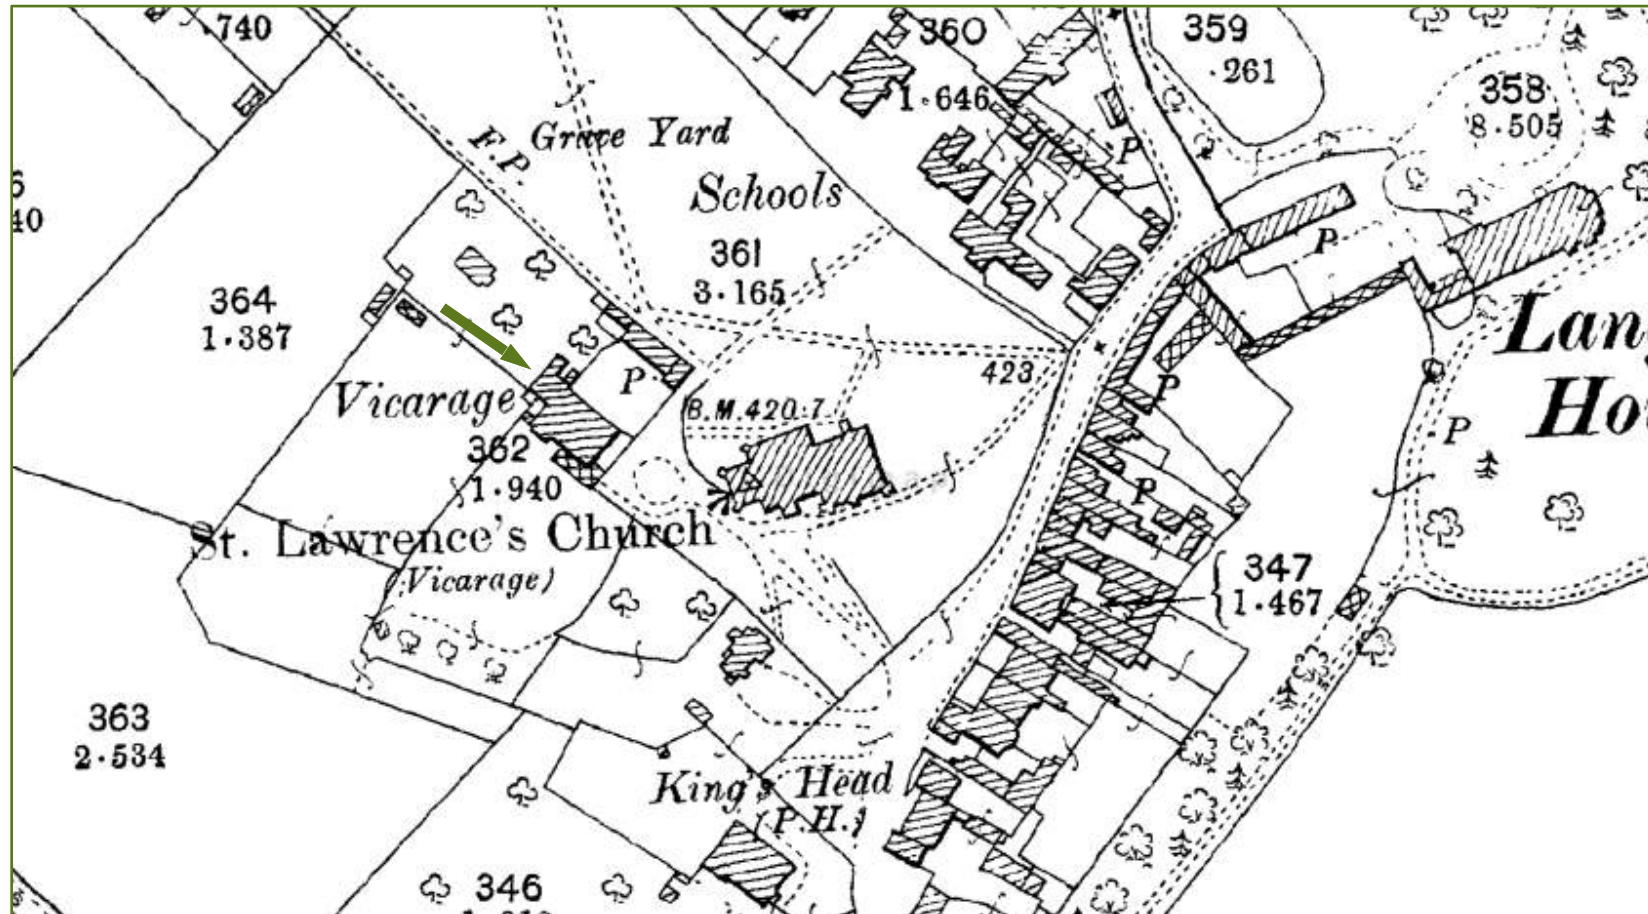 .740
360
1.646
359
.261
358
8.505
F.P.
Grave Yard
P
Schools
40
361
3.165
P
364
1.387
423
P
P
Vicarage
B.M.420.7
P
362
1.940
P
St. Lawrence's Church
(Vicarage)
347
1.467
363
2.534
King's Head
(P.H.)
346